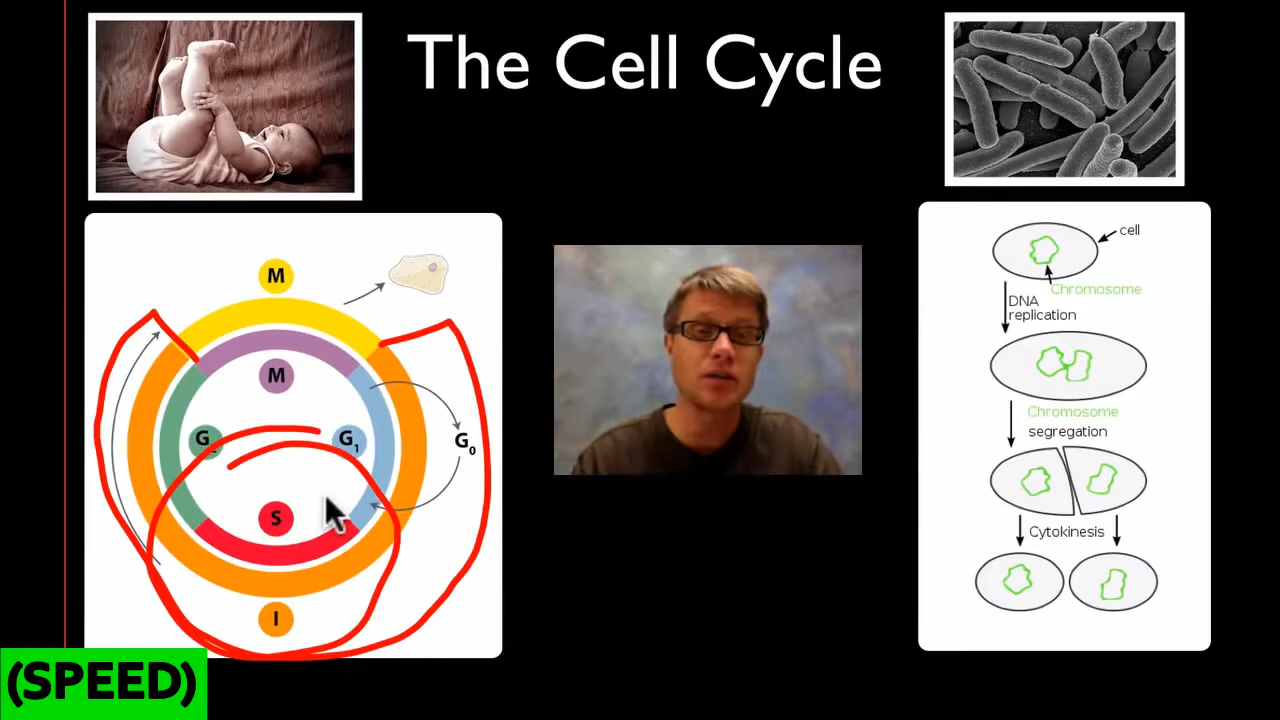 The Cell Cycle
M
M
G
G1
G0
S
I
cell
Chromosome
DNA
replication
Chromosome
segregation
Cytokinesis
(SPEED)